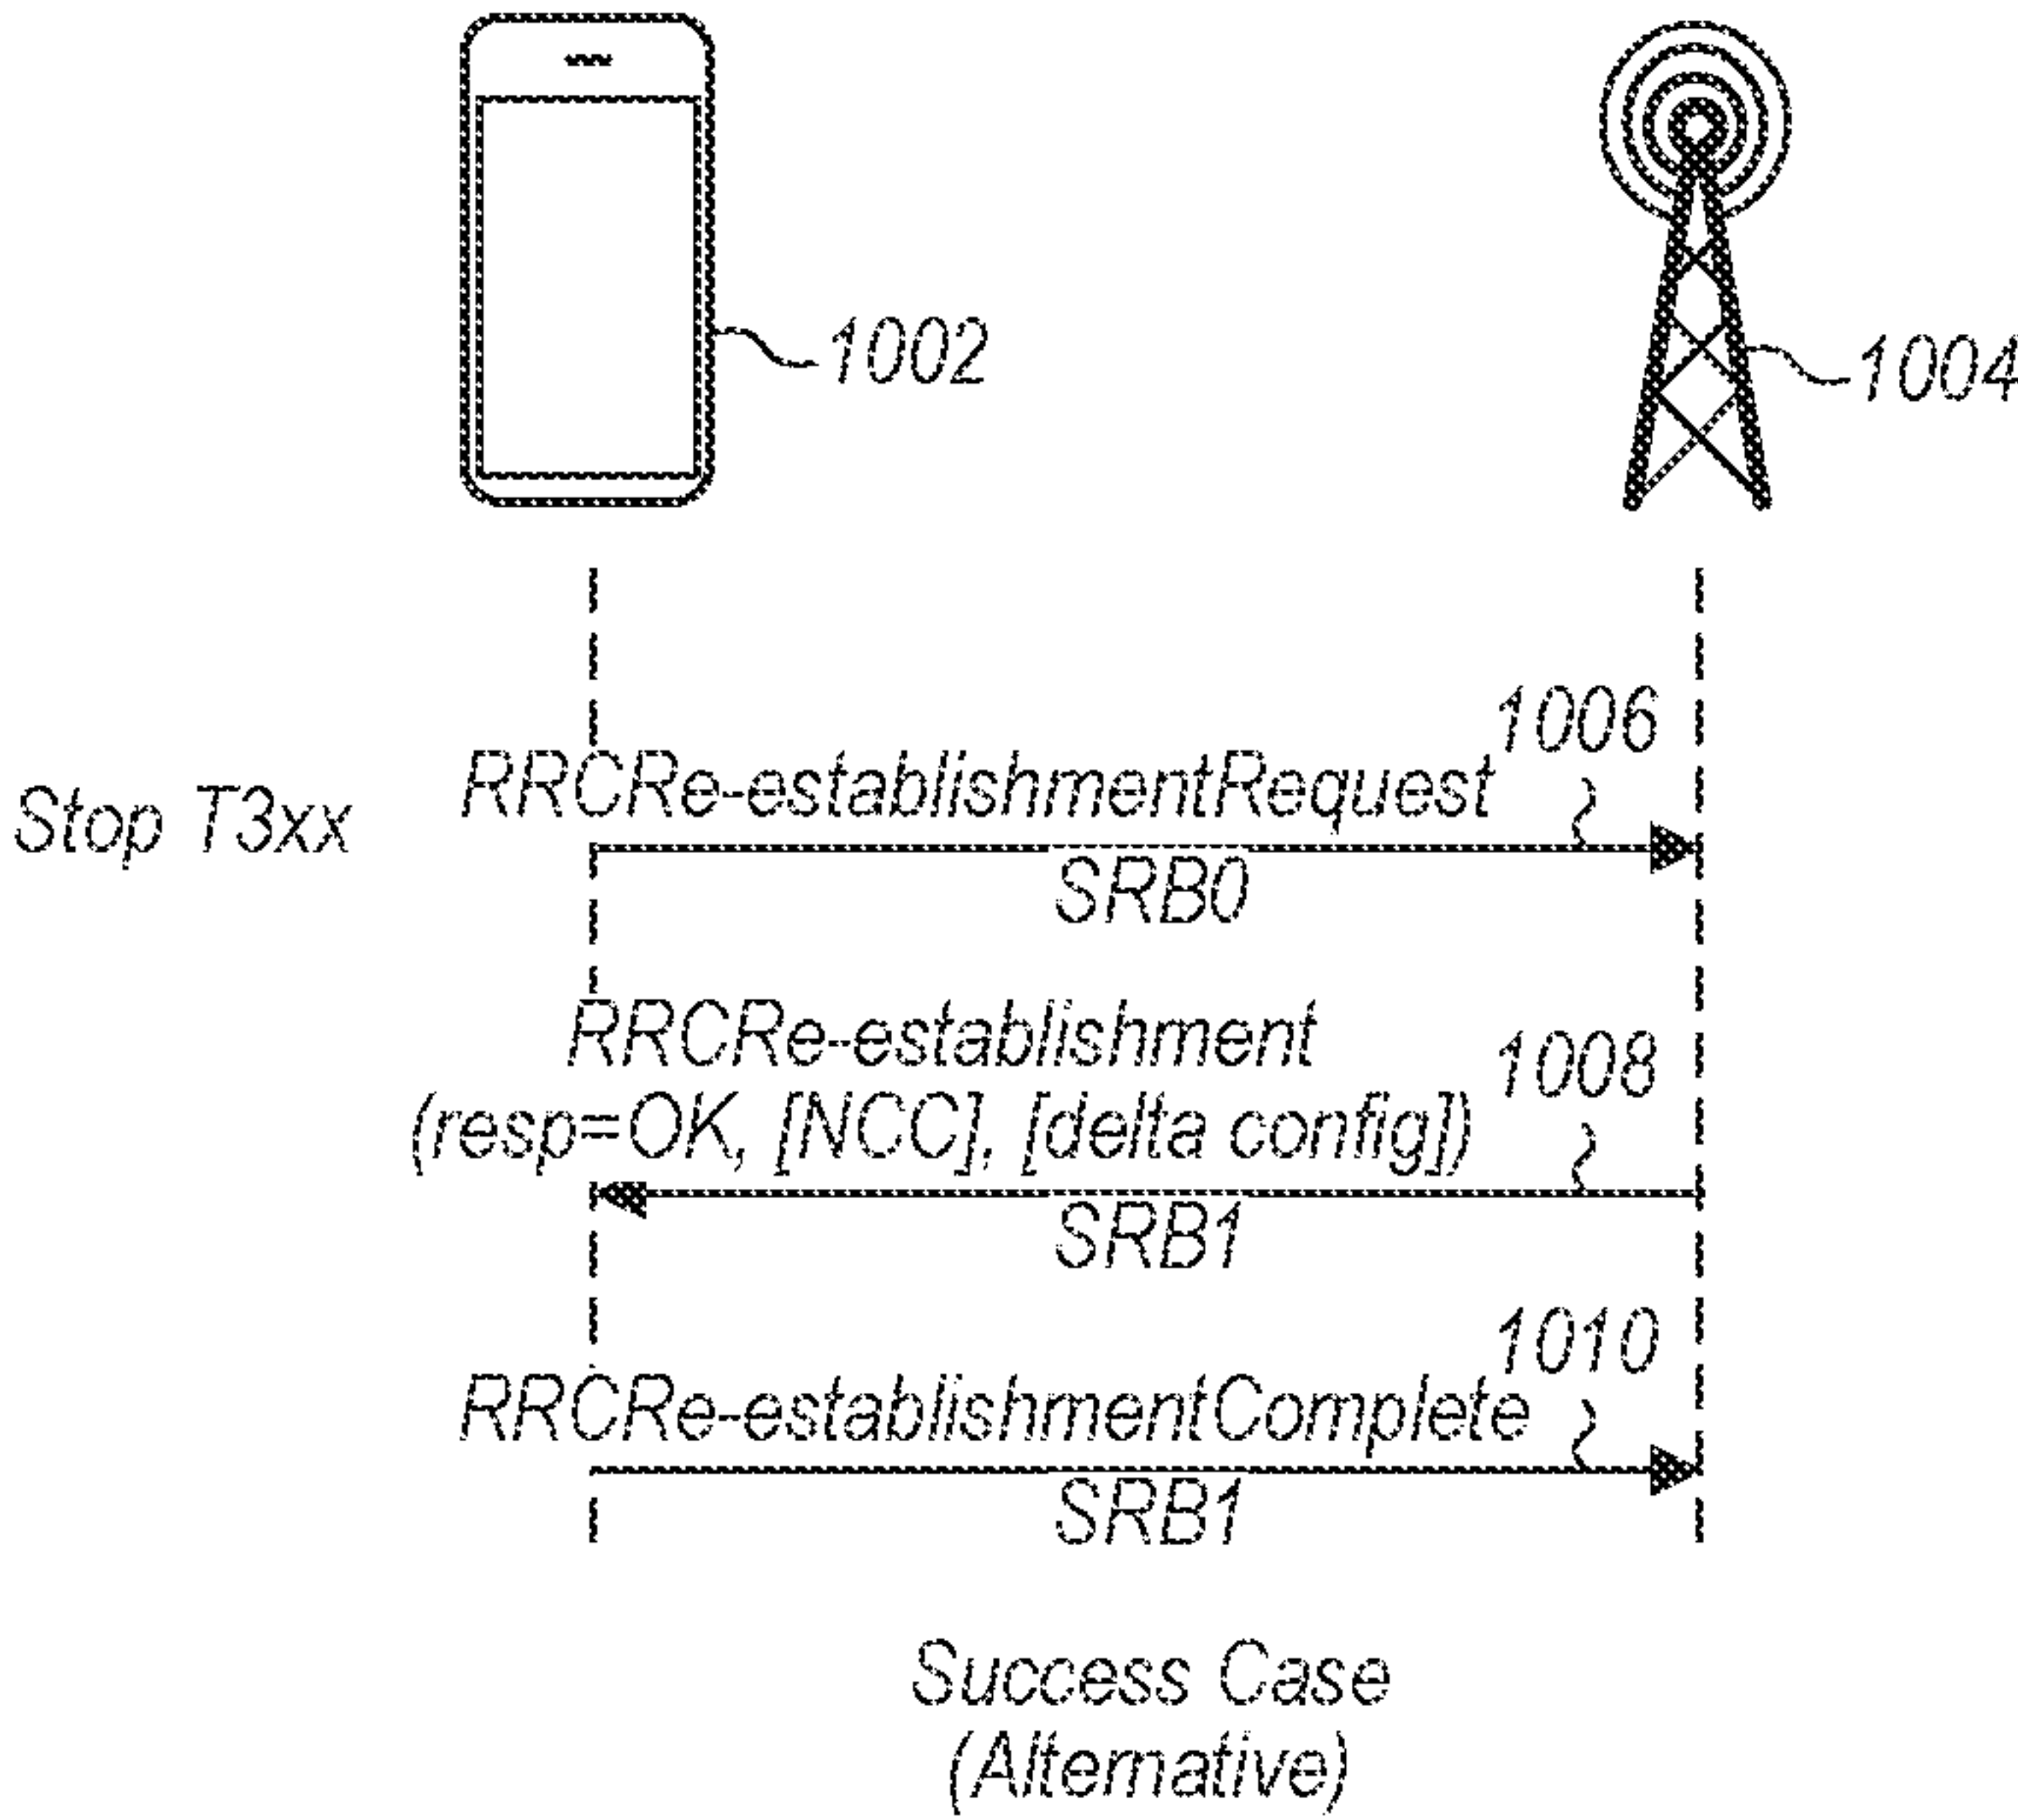 1002
1004
1006
Stop T3xx
RRCRe-establishmentRequest
SRB0
RRCRe-establishment
1008
(resp=OK, [NCC], [delta config])
SRB1
1010
RRCRe-establishmentComplete
SRB1
Success Case
(Alternative)